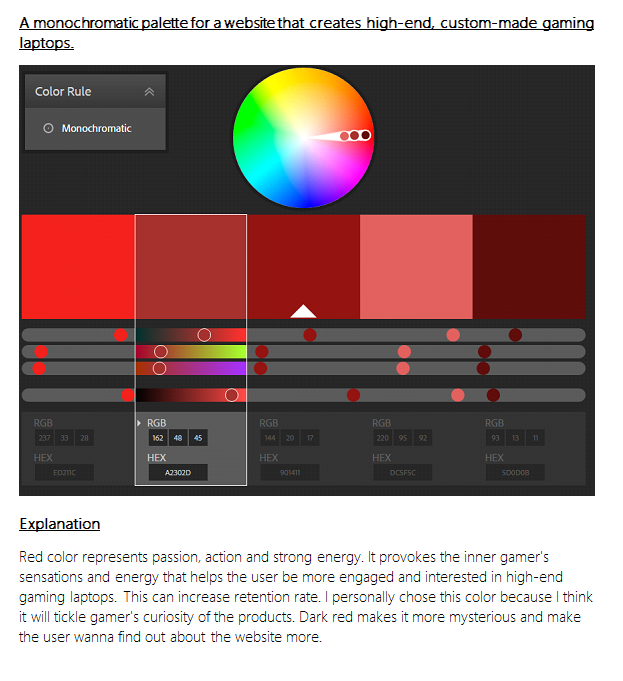 A monochromatic palette for a website that creates high-end, custom-made gaming
laptops.
Color Rule
Monochromatic
RGB RGB RGB RGB RGB
237 33 28 162 48 45 144 20 17 220 95 92 93 13 11
HEX HEX HEX HEX HEX
ED211C A2302D 901411 DC5F5C 5D0D0B
Explanation
Red color represents passion, action and strong energy. It provokes the inner gamer's
sensations and energy that helps the user be more engaged and interested in high-end
gaming laptops. This can increase retention rate. I personally chose this color because I think
it will tickle gamer's curiosity of the products. Dark red makes it more mysterious and make
the user wanna find out about the website more.